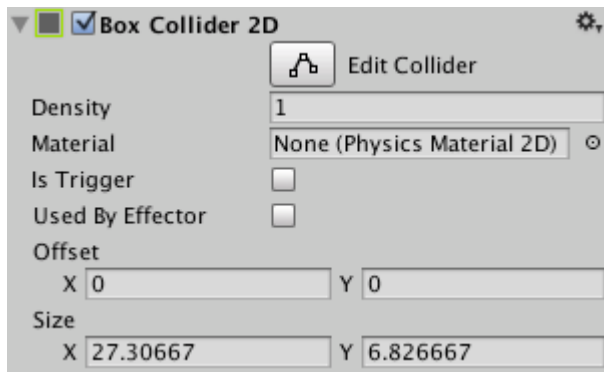 Box Collider 2D
Edit Collider
Density 1
Material None (Physics Material 2D)
Is Trigger
Used By Effector
Offset
X 0 Y 0
Size
X 27.30667 Y 6.826667